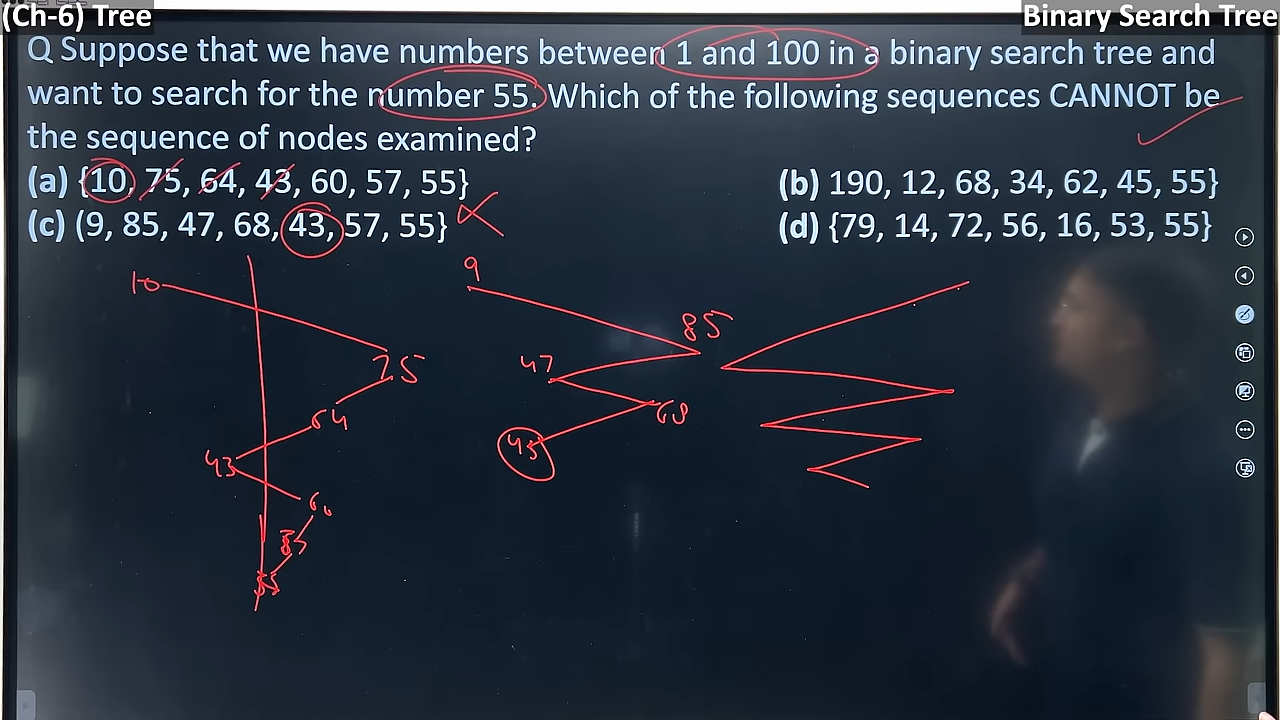 (Ch-6) Tree
Binary Search Tree
Q Suppose that we have numbers between 1 and 100 in a binary search tree and
want to search for the number 55. Which of the following sequences CANNOT be
the sequence of nodes examined?
(a) {10, 75, 64, 43, 60, 57, 55}
(b) 190, 12, 68, 34, 62, 45, 55}
(c) (9, 85, 47, 68, 43, 57, 55}
(d) {79, 14, 72, 56, 16, 53, 55}
10
75
64
43
60
55
9
85
47
68